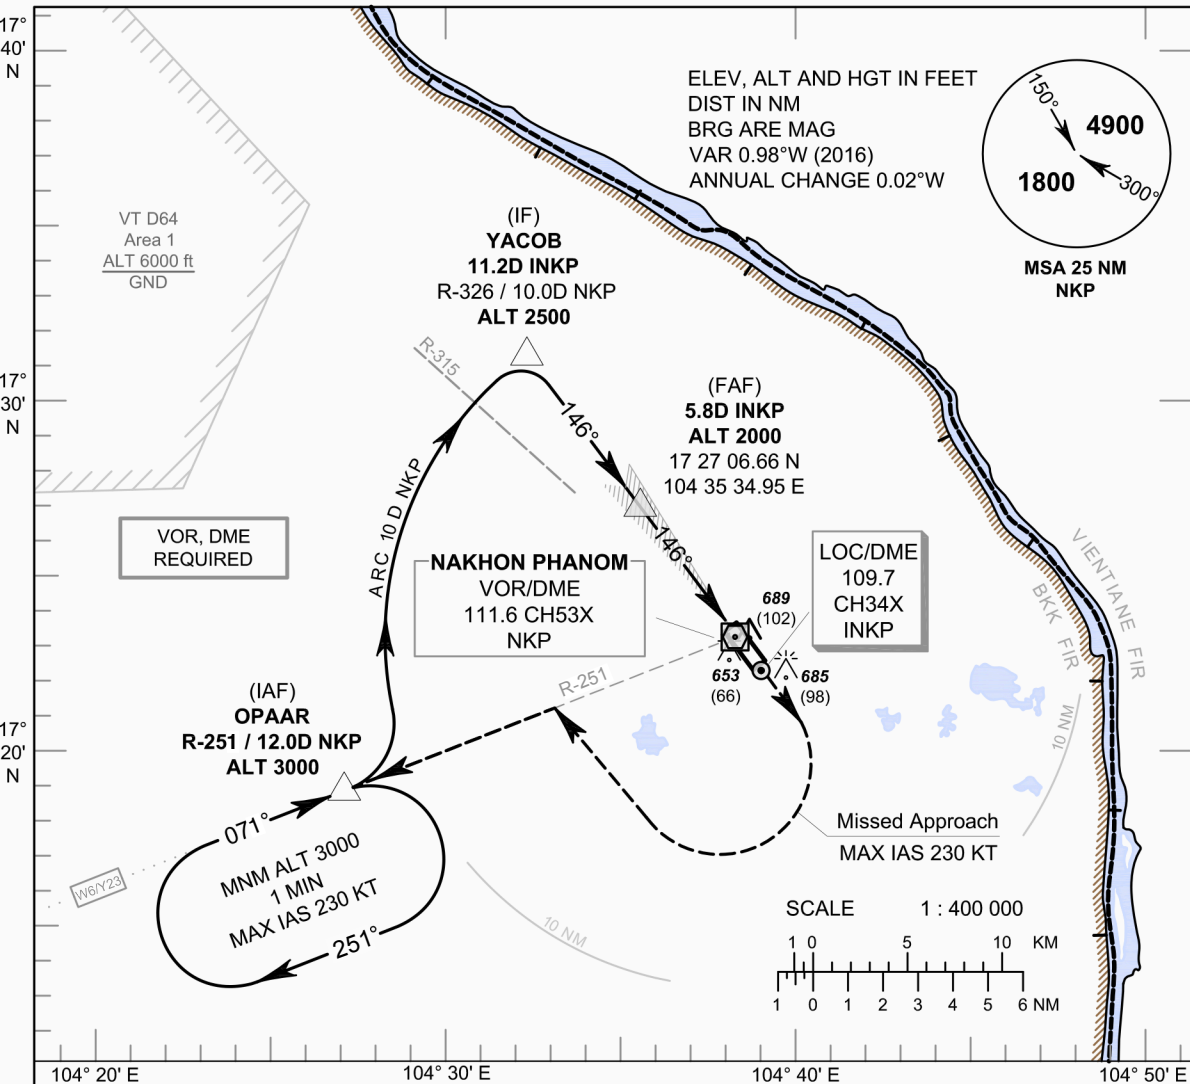 17°
40'
N
ELEV, ALT AND HGT IN FEET
DIST IN NM
BRG ARE MAG
VAR 0.98°W (2016)
ANNUAL CHANGE 0.02°W
150°
4900
1800
300°
MSA 25 NM
NKP
VT D64
Area 1
ALT 6000 ft
GND
(IF)
YACOB
11.2D INKP
R-326 / 10.0D NKP
ALT 2500
R-315
17°
30'
N
146°
(FAF)
5.8D INKP
ALT 2000
17 27 06.66 N
104 35 34.95 E
ARC 10 D NKP
VOR, DME
REQUIRED
146°
NAKHON PHANOM
VOR/DME
111.6 CH53X
NKP
LOC/DME
109.7
CH34X
INKP
VIENTIANE FIR
BKK FIR
689
(102)
653
(66)
685
(98)
R-251
(IAF)
OPAAR
R-251 / 12.0D NKP
ALT 3000
17°
20'
N
10 NM
071°
MNM ALT 3000
1 MIN
MAX IAS 230 KT
251°
W6/Y23
Missed Approach
MAX IAS 230 KT
10 NM
SCALE 1 : 400 000
1 0 5 10 KM
1 0 1 2 3 4 5 6 NM
104° 20' E 104° 30' E 104° 40' E 104° 50' E